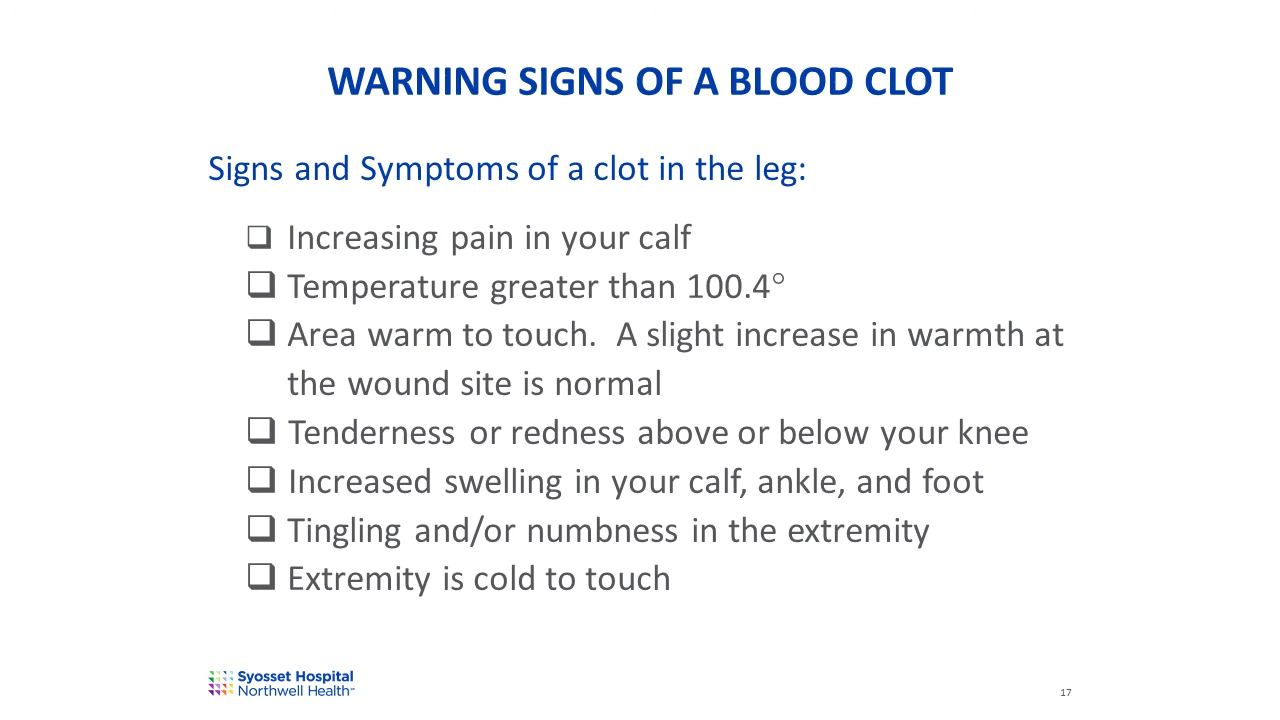 WARNING SIGNS OF A BLOOD CLOT
Signs and Symptoms of a clot in the leg:
❑ Increasing pain in your calf
❑ Temperature greater than 100.4°
❑ Area warm to touch.  A slight increase in warmth at
the wound site is normal
❑ Tenderness or redness above or below your knee
❑ Increased swelling in your calf, ankle, and foot
❑ Tingling and/or numbness in the extremity
❑ Extremity is cold to touch
Syosset Hospital
Northwell Health℠
17